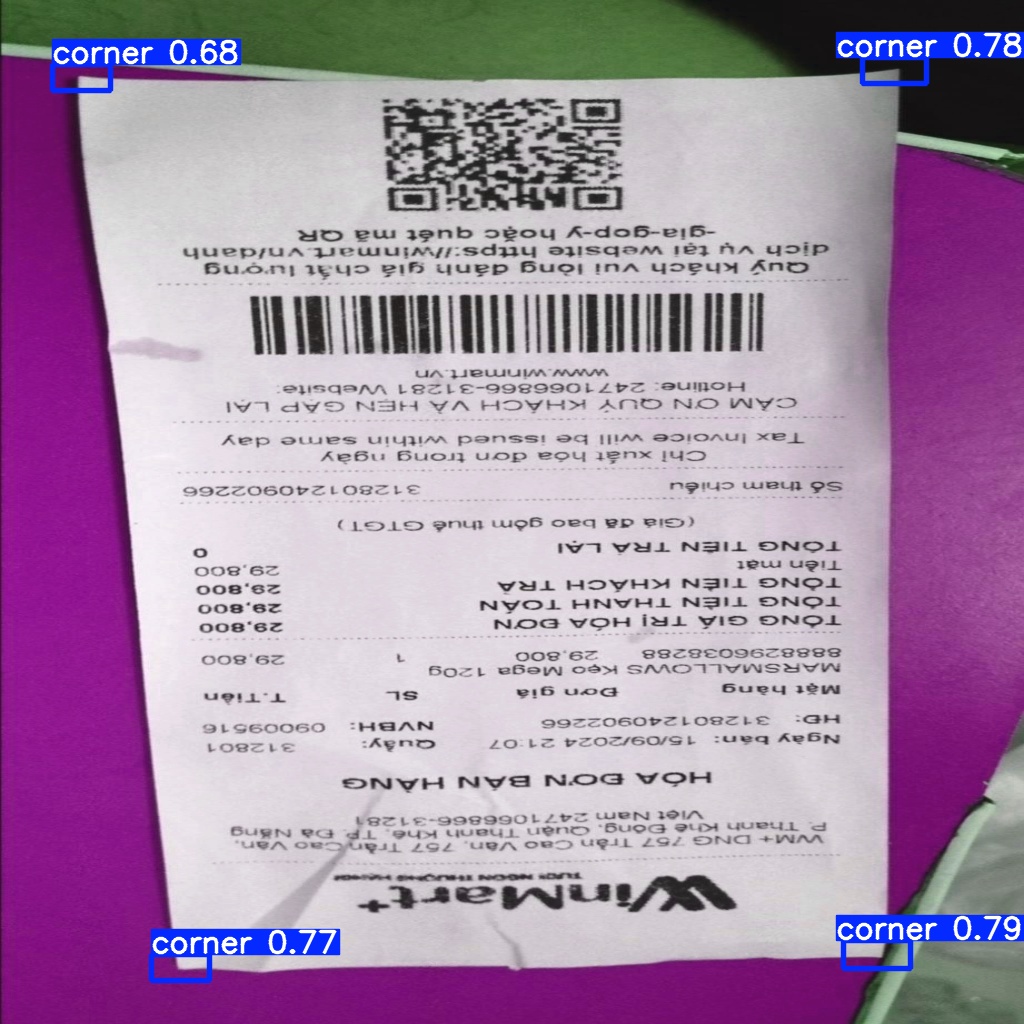 corner 0.68
corner 0.78
WinMart+
TƯƠI NGON THƯỢNG HẠNG
WM+ DNG 757 Trần Cao Vân, 757 Trần Cao Vân,
P. Thanh Khê Đông, Quận Thanh Khê, TP. Đà Nẵng
Việt Nam 2471066866-31281
HÓA ĐƠN BÁN HÀNG
Ngày bán: 15/09/2024 21:07 Quầy: 312801
HĐ: 31280124090226​6 NVBH: 09009516
Mặt hàng Đơn giá SL T.Tiền
MARSMALLOWS Kẹo Mega 120g
8888296038288 29,800 1 29,800
TỔNG GIÁ TRỊ HÓA ĐƠN 29,800
TỔNG TIỀN THANH TOÁN 29,800
TỔNG TIỀN KHÁCH TRẢ 29,800
Tiền mặt 29,800
TỔNG TIỀN TRẢ LẠI 0
(Giá đã bao gồm thuế GTGT)
Số tham chiếu 312801240902266
Chỉ xuất hóa đơn trong ngày
Tax Invoice will be issued within same day
CẢM ƠN QUÝ KHÁCH VÀ HẸN GẶP LẠI
Hotline: 2471066866-31281 Website:
www.winmart.vn
Quý khách vui lòng đánh giá chất lượng
dịch vụ tại website https://winmart.vn/danh
-gia-gop-y hoặc quét mã QR
corner 0.77
corner 0.79